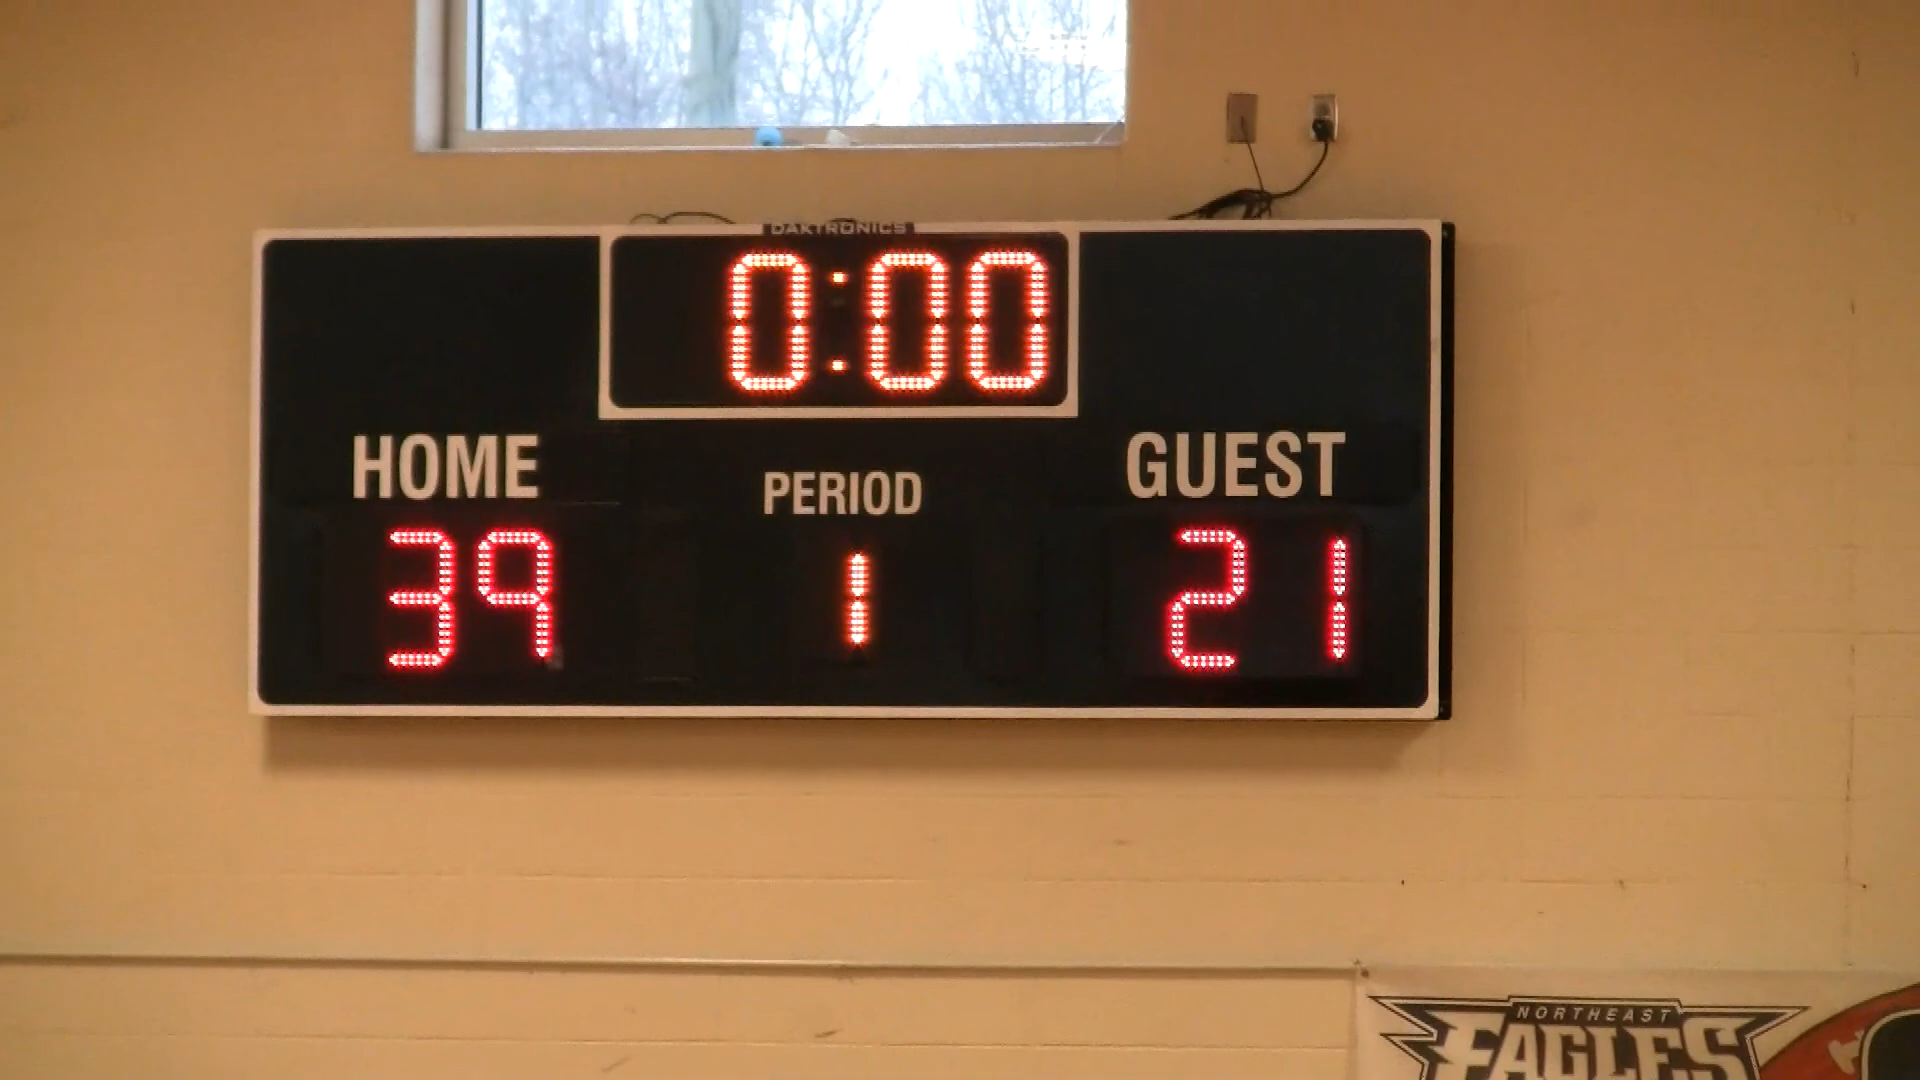 DAKTRONICS
0:00
HOME
PERIOD
GUEST
39
1
21
NORTHEAST
EAGLES